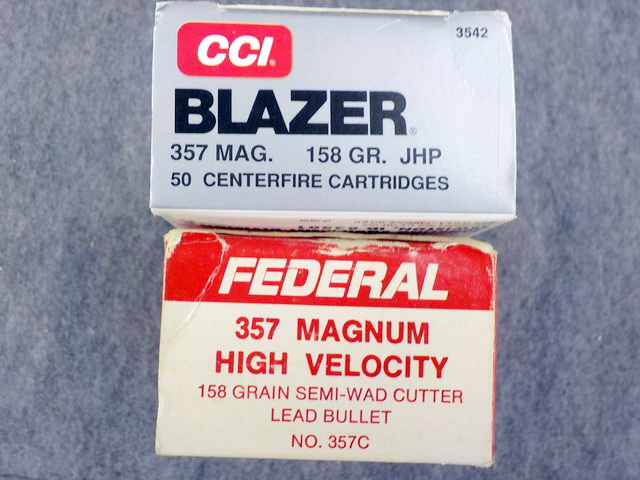 CCI®
3542
BLAZER®
357 MAG. 158 GR. JHP
50 CENTERFIRE CARTRIDGES
FEDERAL
357 MAGNUM
HIGH VELOCITY
158 GRAIN SEMI-WAD CUTTER
LEAD BULLET
NO. 357C